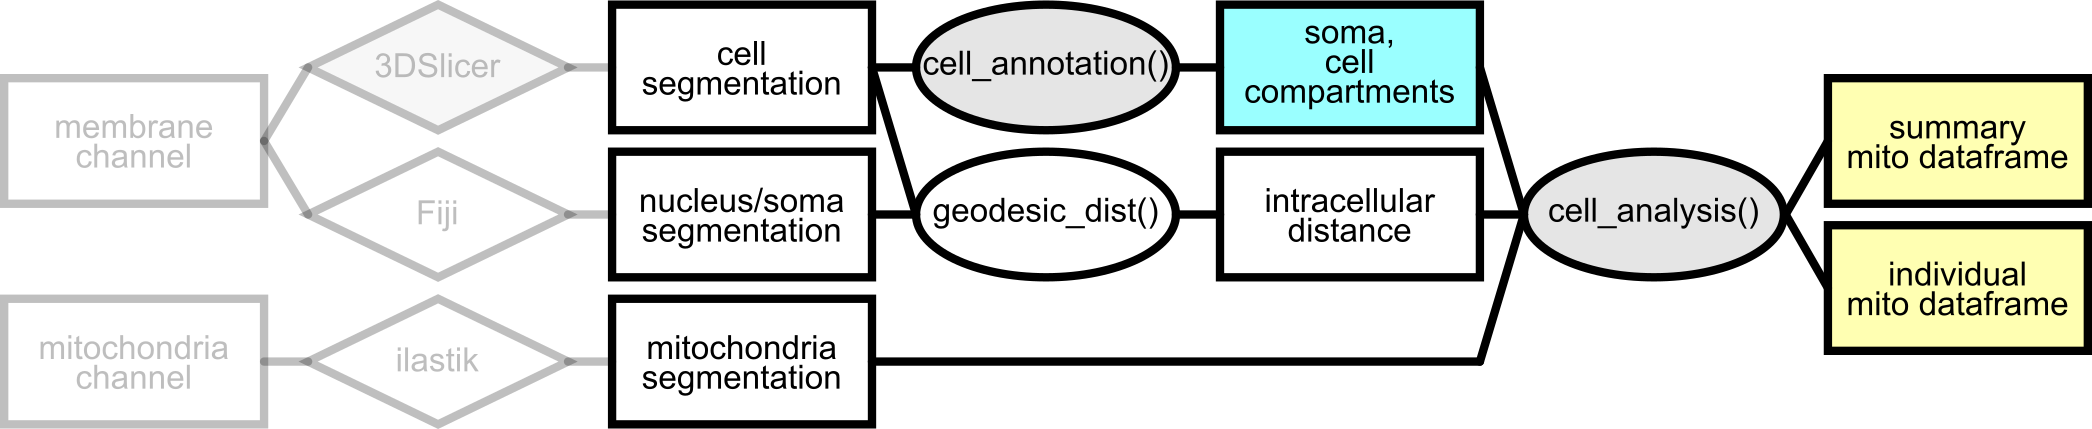 membrane
channel
3DSlicer
Fiji
mitochondria
channel
ilastik
cell
segmentation
nucleus/soma
segmentation
mitochondria
segmentation
cell_annotation()
geodesic_dist()
soma,
cell
compartments
intracellular
distance
cell_analysis()
summary
mito dataframe
individual
mito dataframe